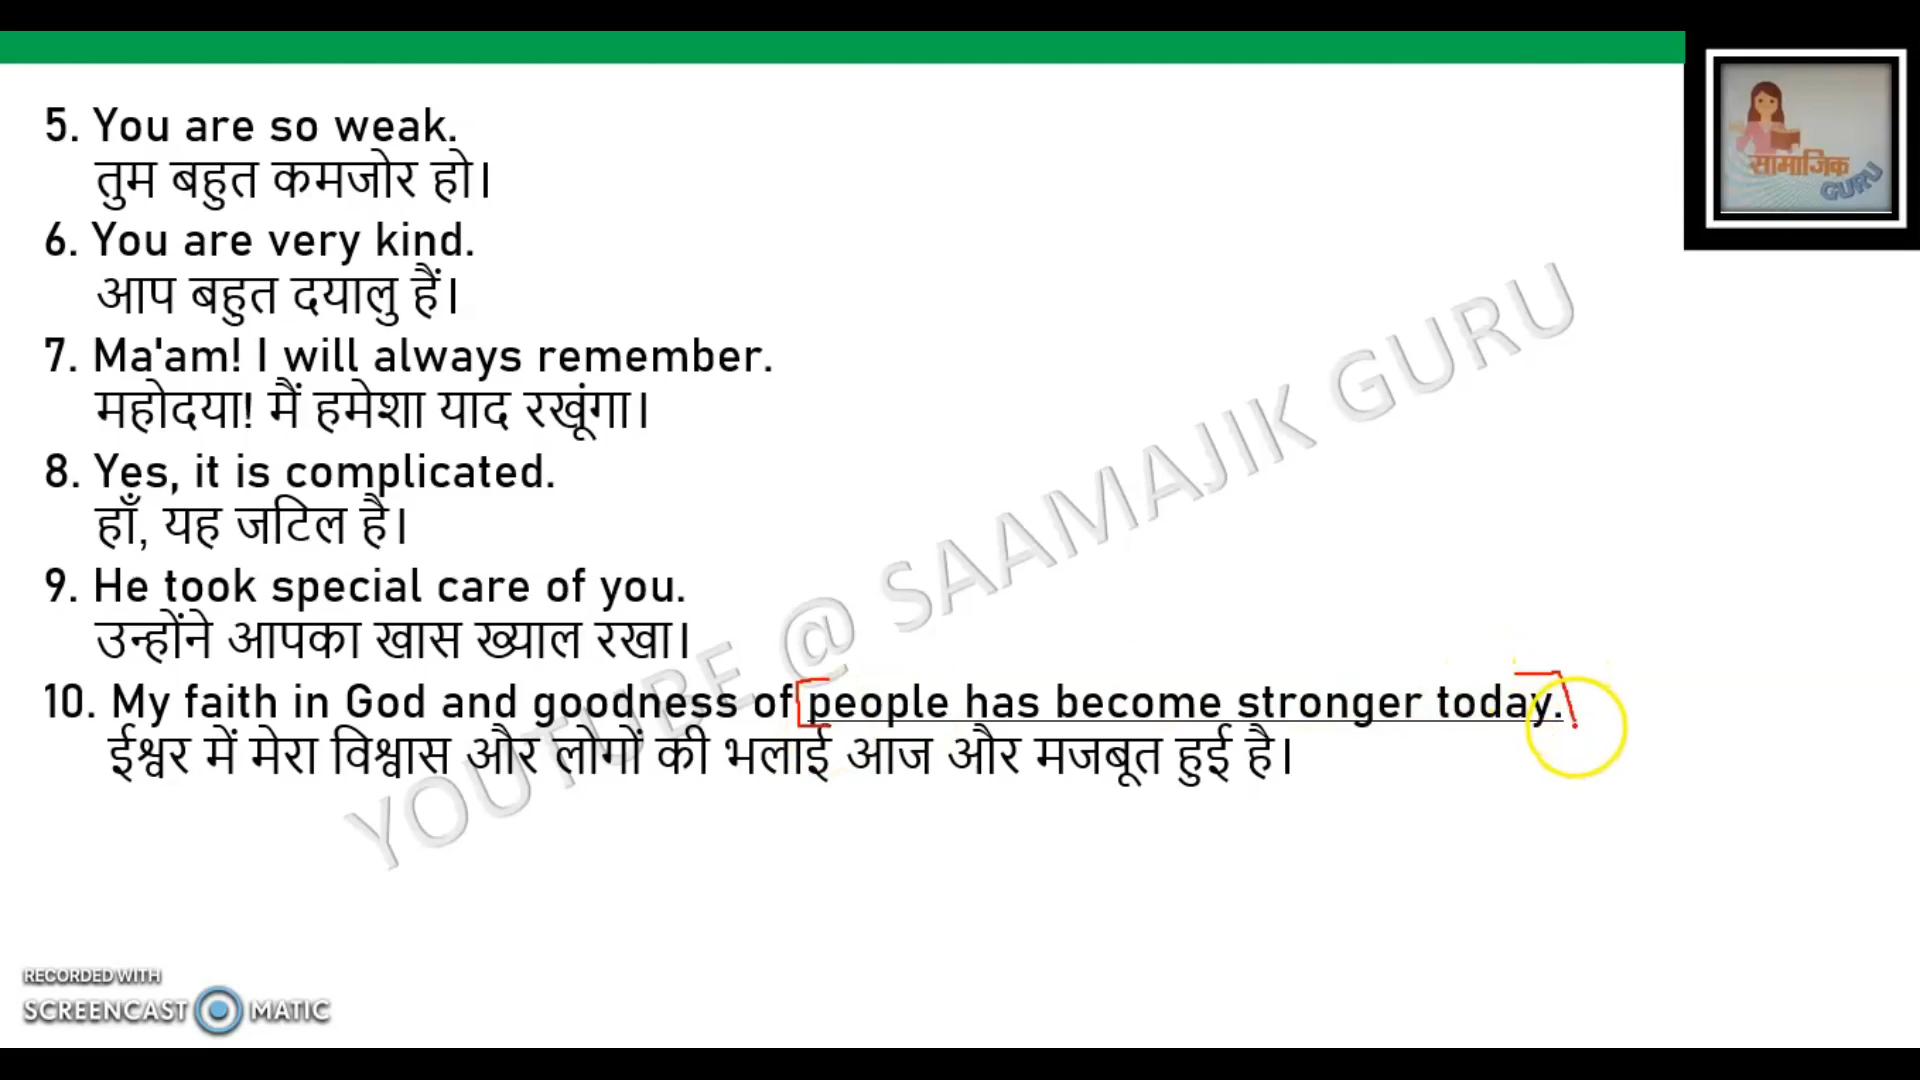 5. You are so weak.
तुम बहुत कमजोर हो।
6. You are very kind.
आप बहुत दयालु हैं।
7. Ma'am! I will always remember.
महोदया! मैं हमेशा याद रखूंगा।
8. Yes, it is complicated.
हाँ, यह जटिल है।
9. He took special care of you.
उन्होंने आपका खास ख्याल रखा।
10. My faith in God and goodness of people has become stronger today.
ईश्वर में मेरा विश्वास और लोगों की भलाई आज और मजबूत हुई है।
YOUTUBE @ SAAMAJIK GURU
सामाजिक
GURU
RECORDED WITH
SCREENCAST MATIC